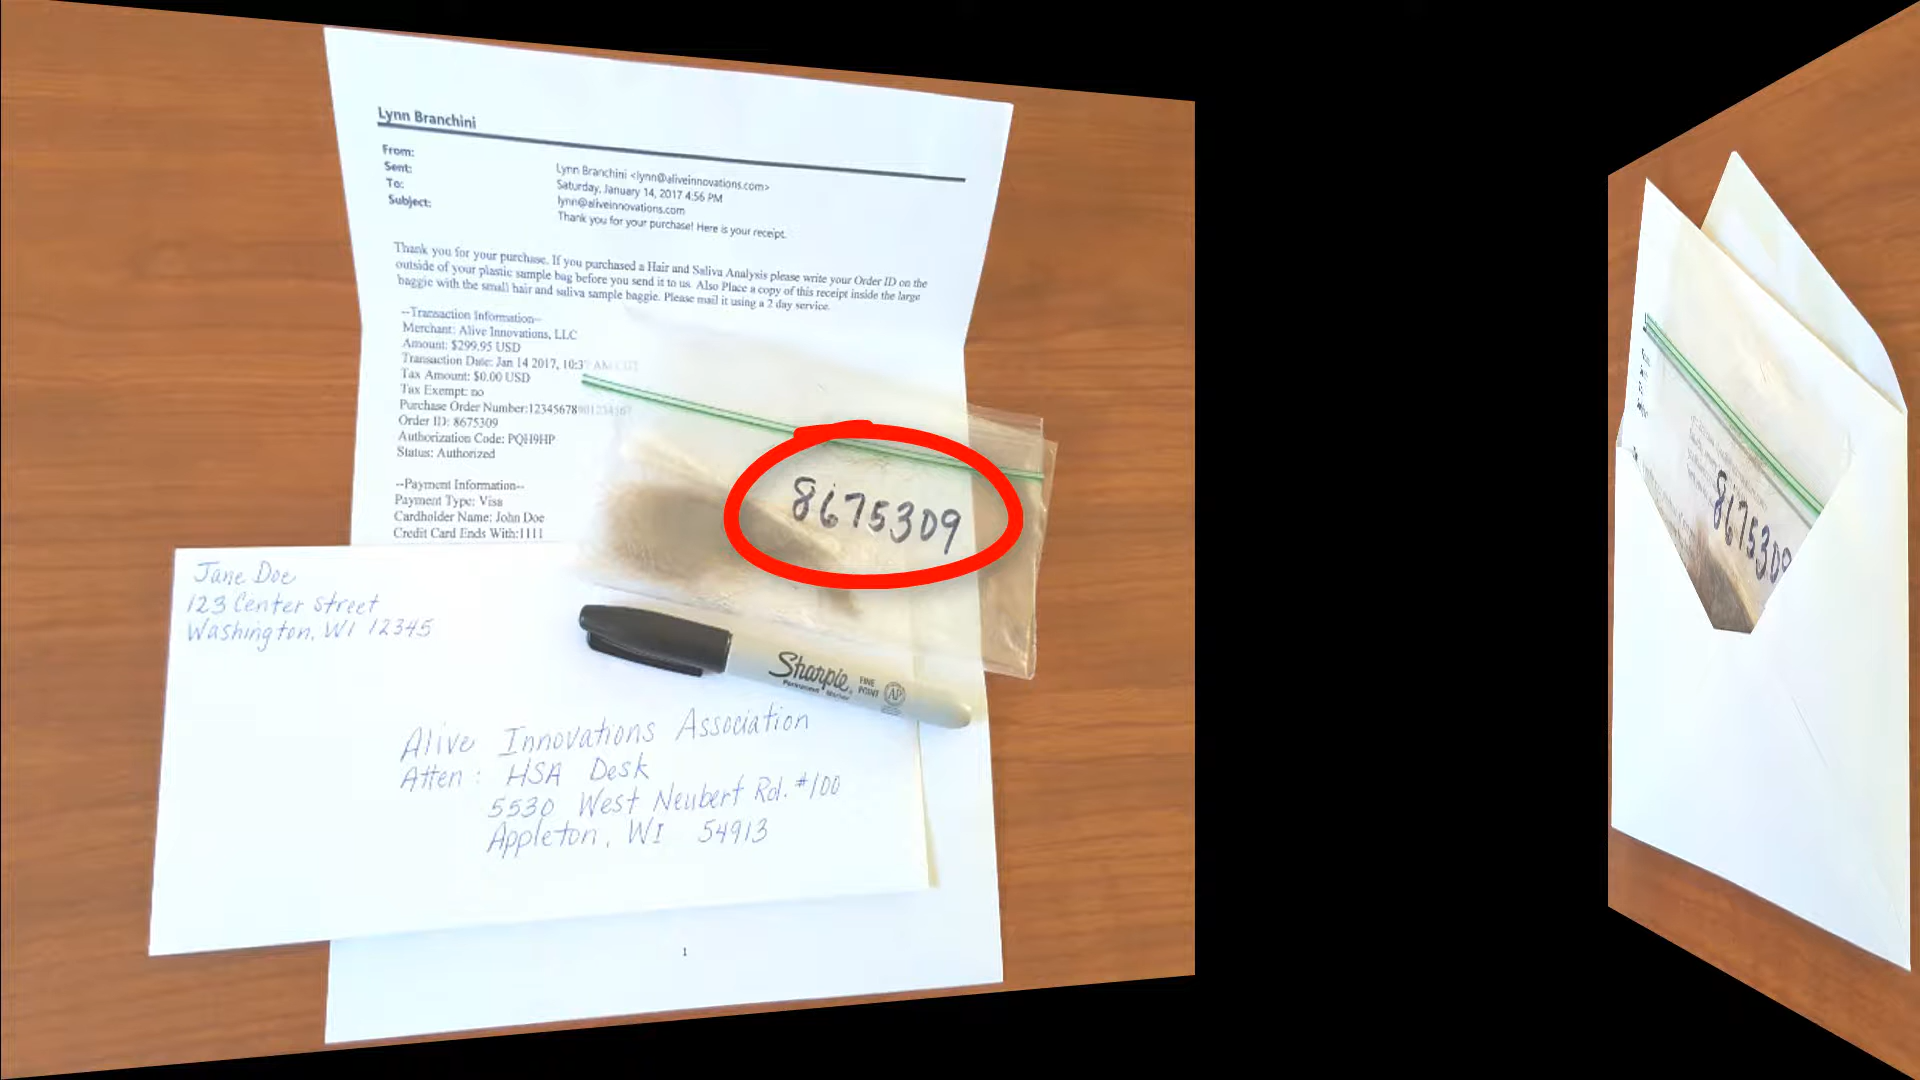 Lynn Branchini
From:
Sent:
To:
Subject:
Lynn Branchini <lynn@aliveinnovations.com>
Saturday, January 14, 2017 4:56 PM
lynn@aliveinnovations.com
Thank you for your purchase! Here is your receipt.
Thank you for your purchase. If you purchased a Hair and Saliva Analysis please write your Order ID on the
outside of your plastic sample bag before you send it to us. Also Place a copy of this receipt inside the large
baggie with the small hair and saliva sample baggie. Please mail it using a 2 day service.
--Transaction Information--
Merchant: Alive Innovations, LLC
Amount: $299.95 USD
Transaction Date: Jan 14 2017, 10:3
Tax Amount: $0.00 USD
Tax Exempt: no
Purchase Order Number:12345678901234567
Order ID: 8675309
Authorization Code: PQH9HP
Status: Authorized
--Payment Information--
Payment Type: Visa
Cardholder Name: John Doe
Credit Card Ends With:1111
8675309
Jane Doe
123 Center Street
Washington, WI 12345
Sharpie
Permanent Marker
FINE
POINT
AP
Alive Innovations Association
Atten: HSA Desk
5530 West Neubert Rd. #100
Appleton, WI 54913
1
8675309